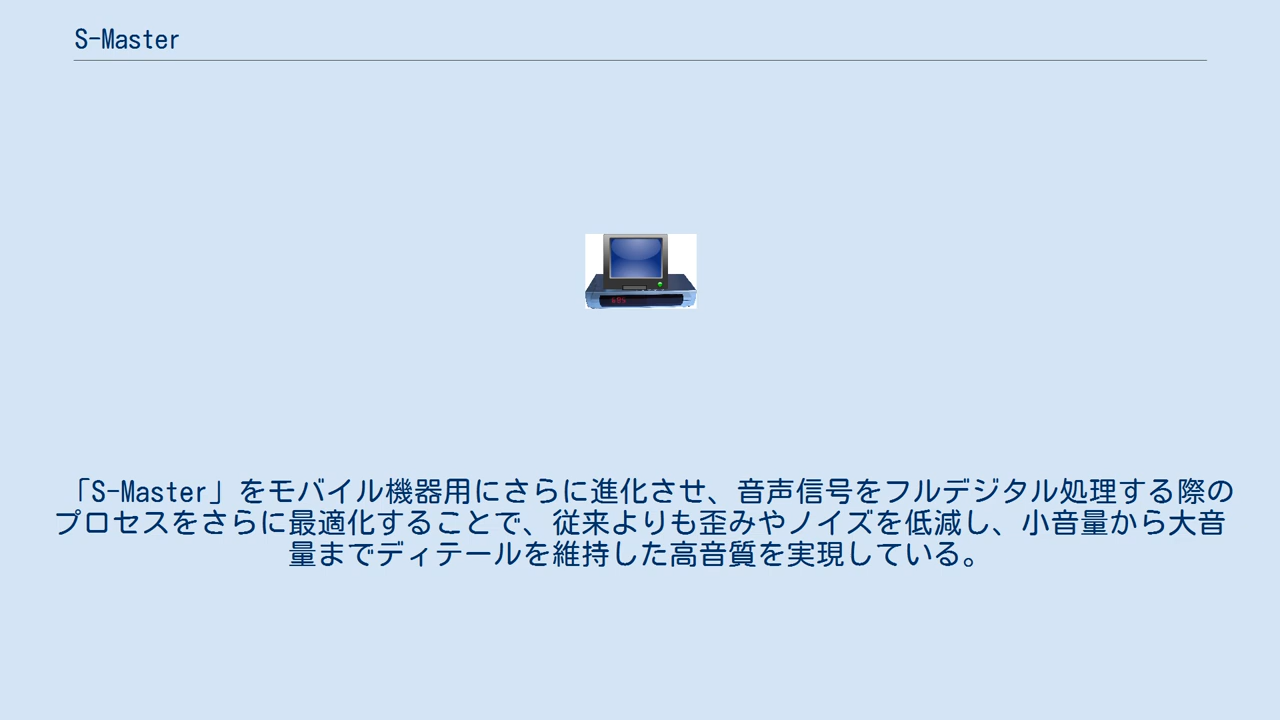 S-Master
「S-Master」をモバイル機器用にさらに進化させ、音声信号をフルデジタル処理する際の
プロセスをさらに最適化することで、従来よりも歪みやノイズを低減し、小音量から大音
量までディテールを維持した高音質を実現している。